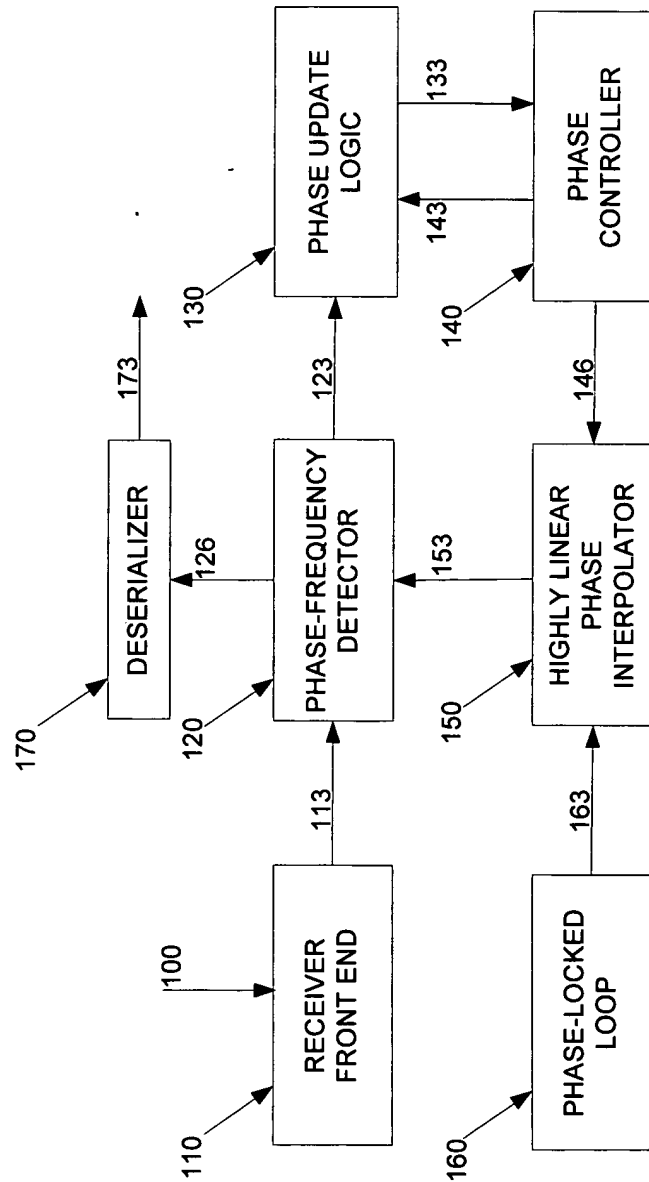 170
DESERIALIZER
173
126
100
110
RECEIVER
FRONT END
113
120
PHASE-FREQUENCY
DETECTOR
123
130
PHASE UPDATE
LOGIC
153
143
133
160
PHASE-LOCKED
LOOP
163
150
HIGHLY LINEAR
PHASE
INTERPOLATOR
146
140
PHASE
CONTROLLER